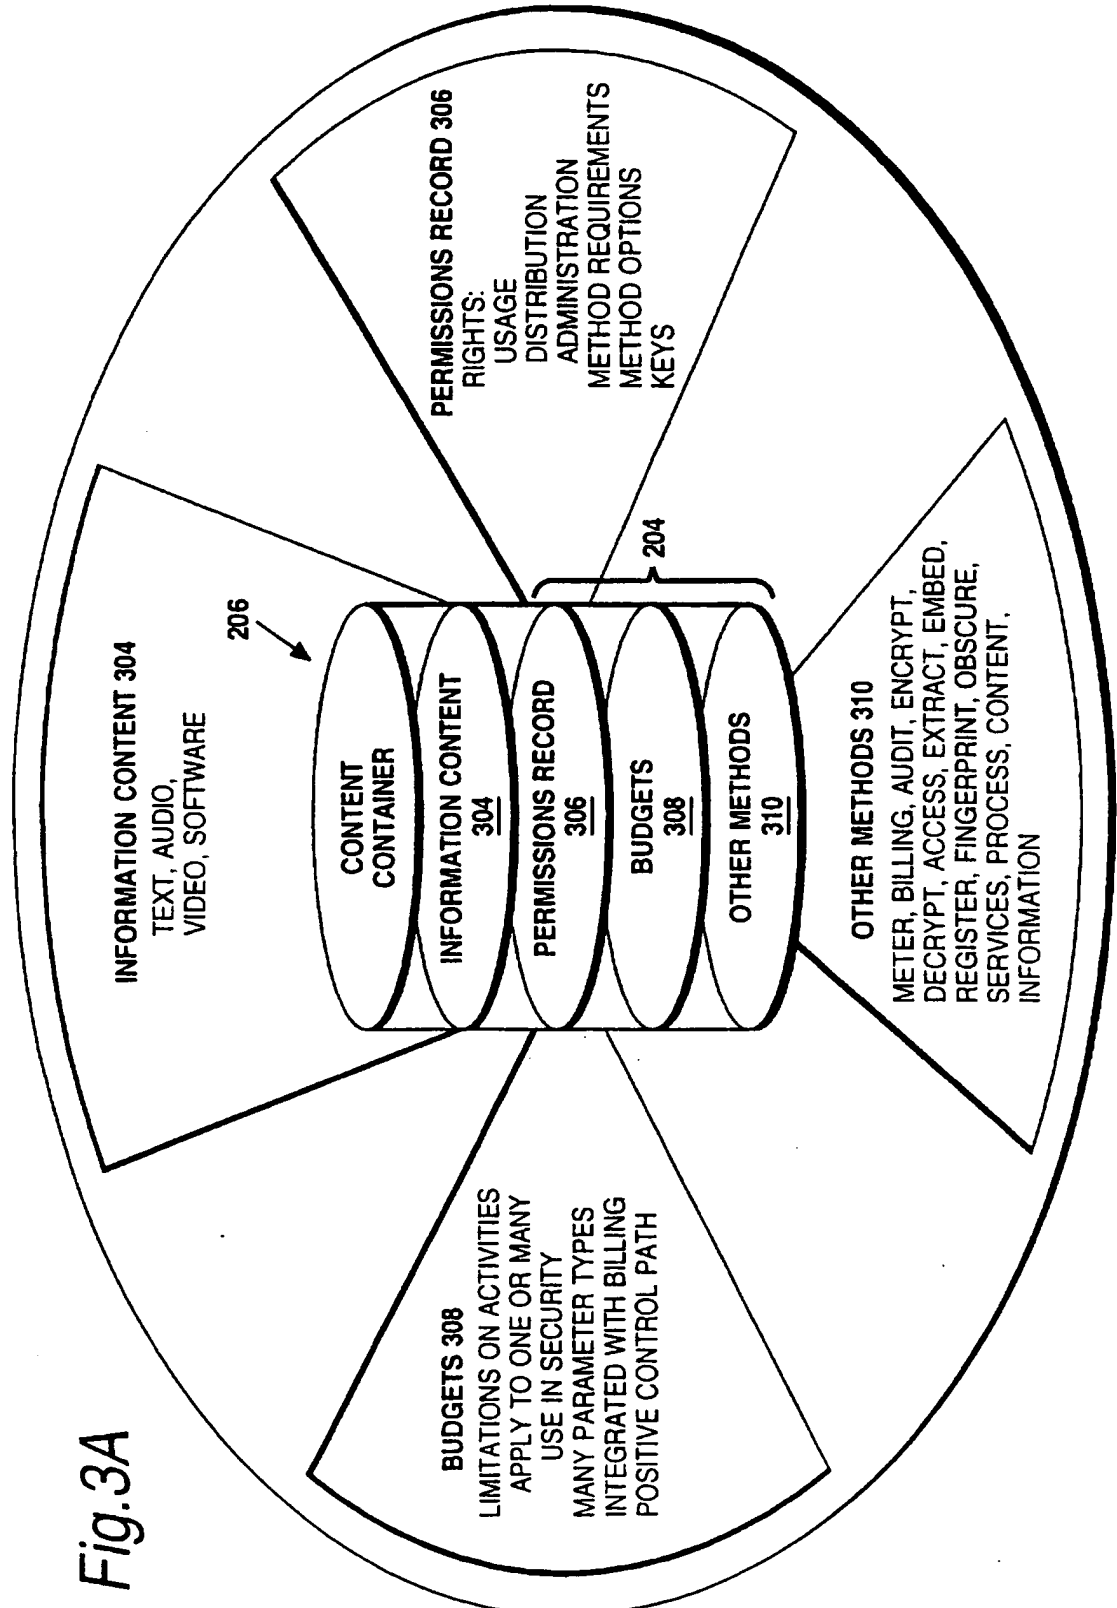 Fig.3A
INFORMATION CONTENT 304
TEXT, AUDIO,
VIDEO, SOFTWARE
206
CONTENT
CONTAINER
INFORMATION CONTENT
304
PERMISSIONS RECORD
306
BUDGETS
308
OTHER METHODS
310
204
BUDGETS 308
LIMITATIONS ON ACTIVITIES
APPLY TO ONE OR MANY
USE IN SECURITY
MANY PARAMETER TYPES
INTEGRATED WITH BILLING
POSITIVE CONTROL PATH
PERMISSIONS RECORD 306
RIGHTS:
USAGE
DISTRIBUTION
ADMINISTRATION
METHOD REQUIREMENTS
METHOD OPTIONS
KEYS
OTHER METHODS 310
METER, BILLING, AUDIT, ENCRYPT,
DECRYPT, ACCESS, EXTRACT, EMBED,
REGISTER, FINGERPRINT, OBSCURE,
SERVICES, PROCESS, CONTENT,
INFORMATION